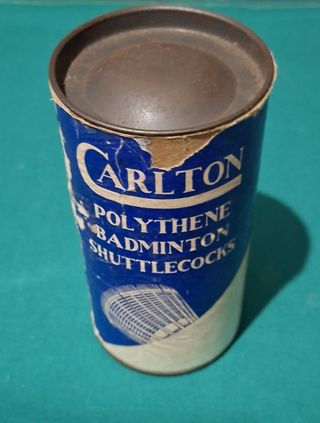 CARLTON
POLYTHENE
BADMINTON
SHUTTLECOCKS